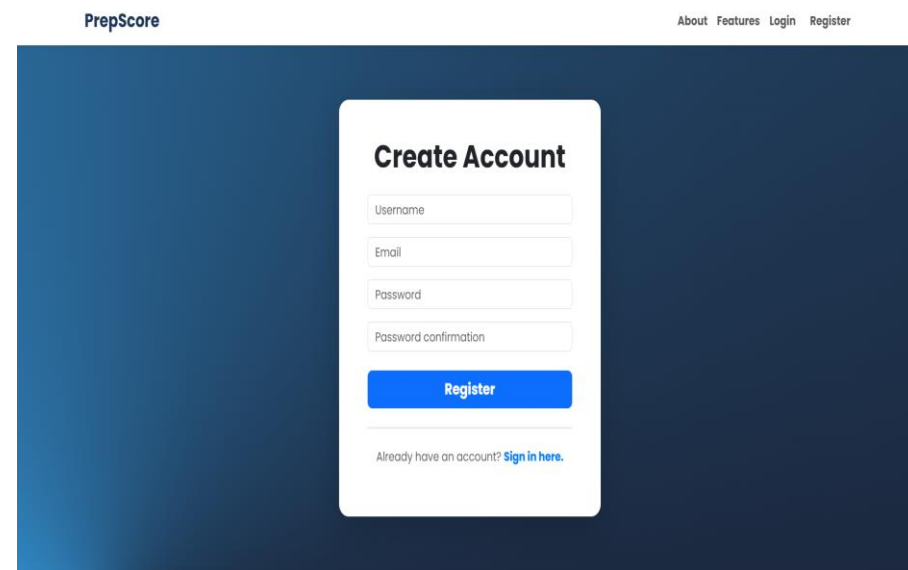 PrepScore
About Features Login Register
Create Account
Username
Email
Password
Password confirmation
Register
Already have an account? Sign in here.